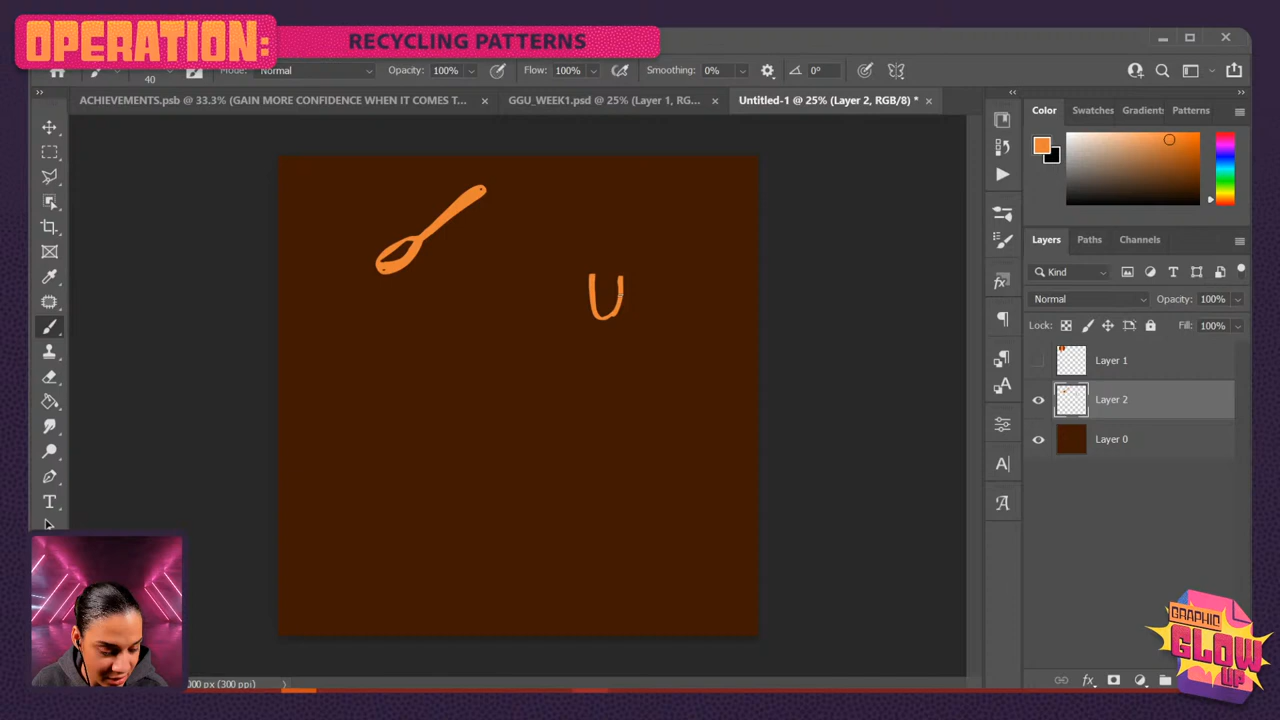 OPERATION:
RECYCLING PATTERNS
40
Mode:
Normal
Opacity: 100%
Flow: 100%
Smoothing: 0%
0°
ACHIEVEMENTS.psb @ 33.3% (GAIN MORE CONFIDENCE WHEN IT COMES T...
GGU_WEEK1.psd @ 25% (Layer 1, RG...
Untitled-1 @ 25% (Layer 2, RGB/8) *
Color
Swatches
Gradients
Patterns
Layers
Paths
Channels
Kind
Normal
Opacity: 100%
Lock:
Fill: 100%
Layer 1
Layer 2
Layer 0
U
000 px (300 ppi)
GRAPHIC
GLOW
UP